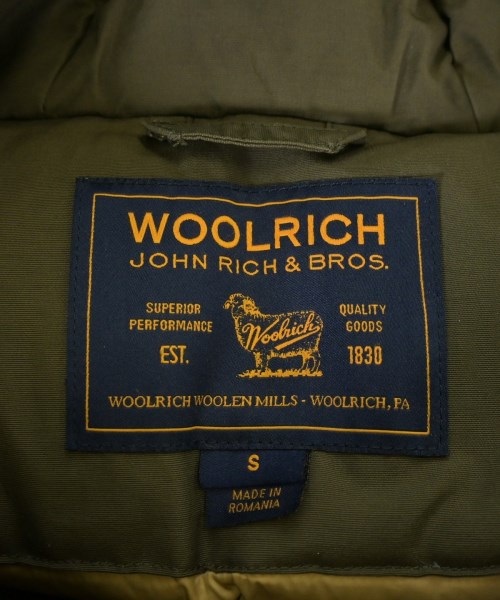 WOOLRICH
JOHN RICH & BROS.
SUPERIOR
PERFORMANCE
EST.
Woolrich
QUALITY
GOODS
1830
WOOLRICH WOOLEN MILLS - WOOLRICH, PA
S
MADE IN
ROMANIA